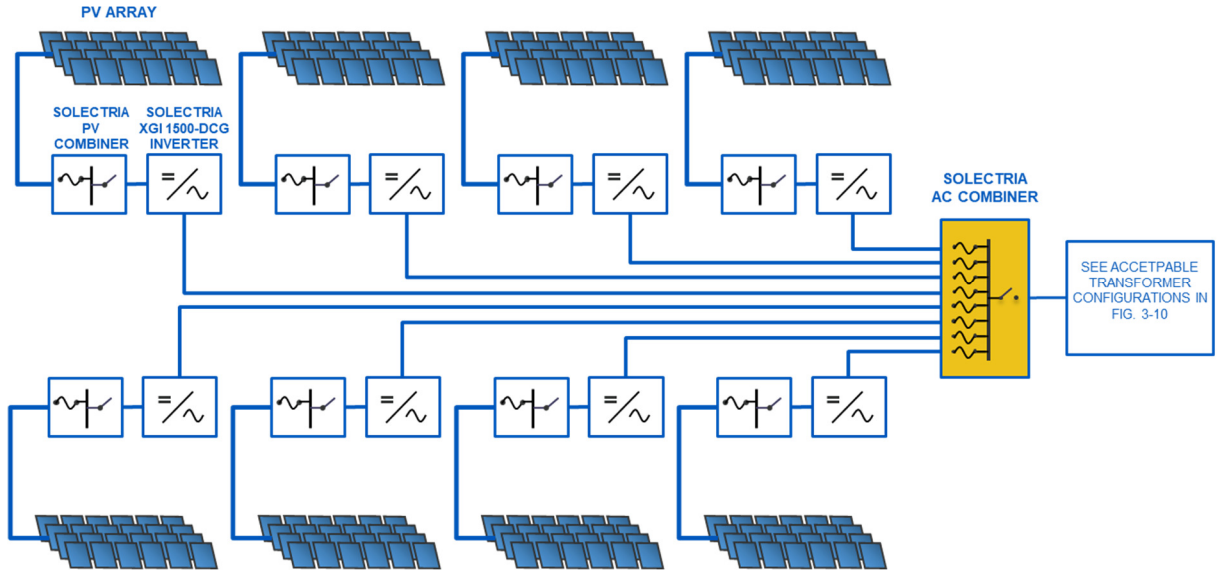 PV ARRAY
SOLECTRIA
PV
COMBINER
SOLECTRIA
XGI 1500-DCG
INVERTER
SOLECTRIA
AC COMBINER
SEE ACCETPABLE
TRANSFORMER
CONFIGURATIONS IN
FIG. 3-10